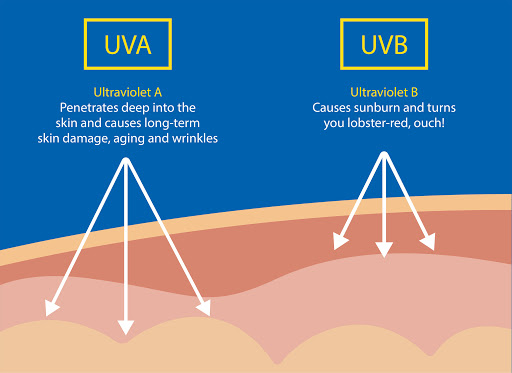 UVA
Ultraviolet A
Penetrates deep into the
skin and causes long-term
skin damage, aging and wrinkles
UVB
Ultraviolet B
Causes sunburn and turns
you lobster-red, ouch!